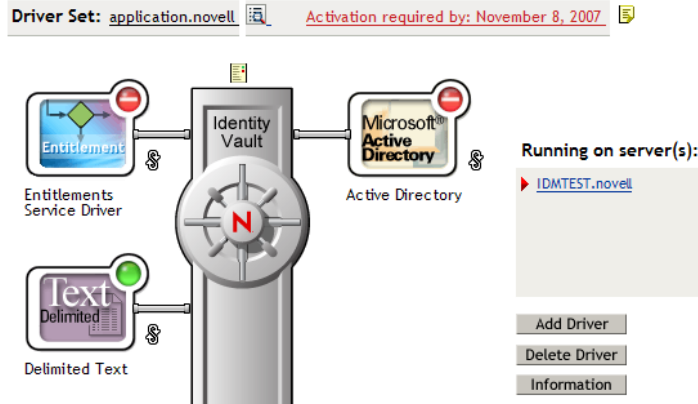 Driver Set: application.novell Activation required by: November 8, 2007
Identity
Vault
Entitlement
Microsoft®
Active
Directory
Entitlements
Service Driver
Active Directory
Running on server(s):
IDMTEST.novell
N
Text
Delimited
Delimited Text
Add Driver
Delete Driver
Information